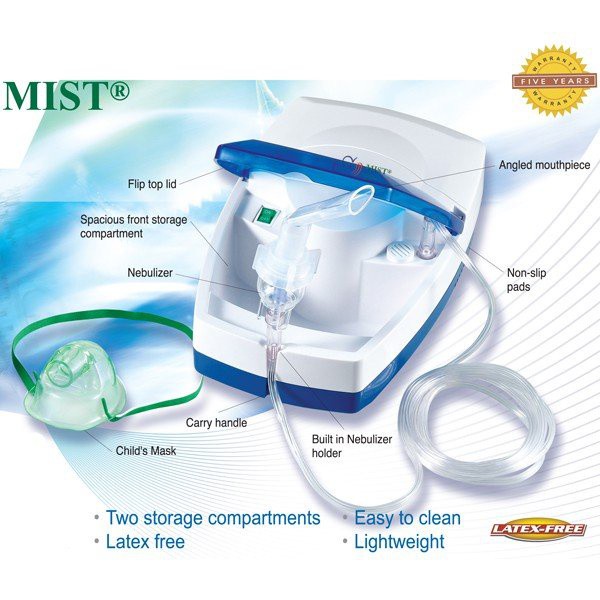 MIST®
WARRANTY
FIVE YEARS
WARRANTY
MIST®
Angled mouthpiece
Flip top lid
Spacious front storage
compartment
Nebulizer
Non-slip
pads
Carry handle
Built in Nebulizer
holder
Child's Mask
• Two storage compartments
• Easy to clean
• Latex free
• Lightweight
LATEX-FREE